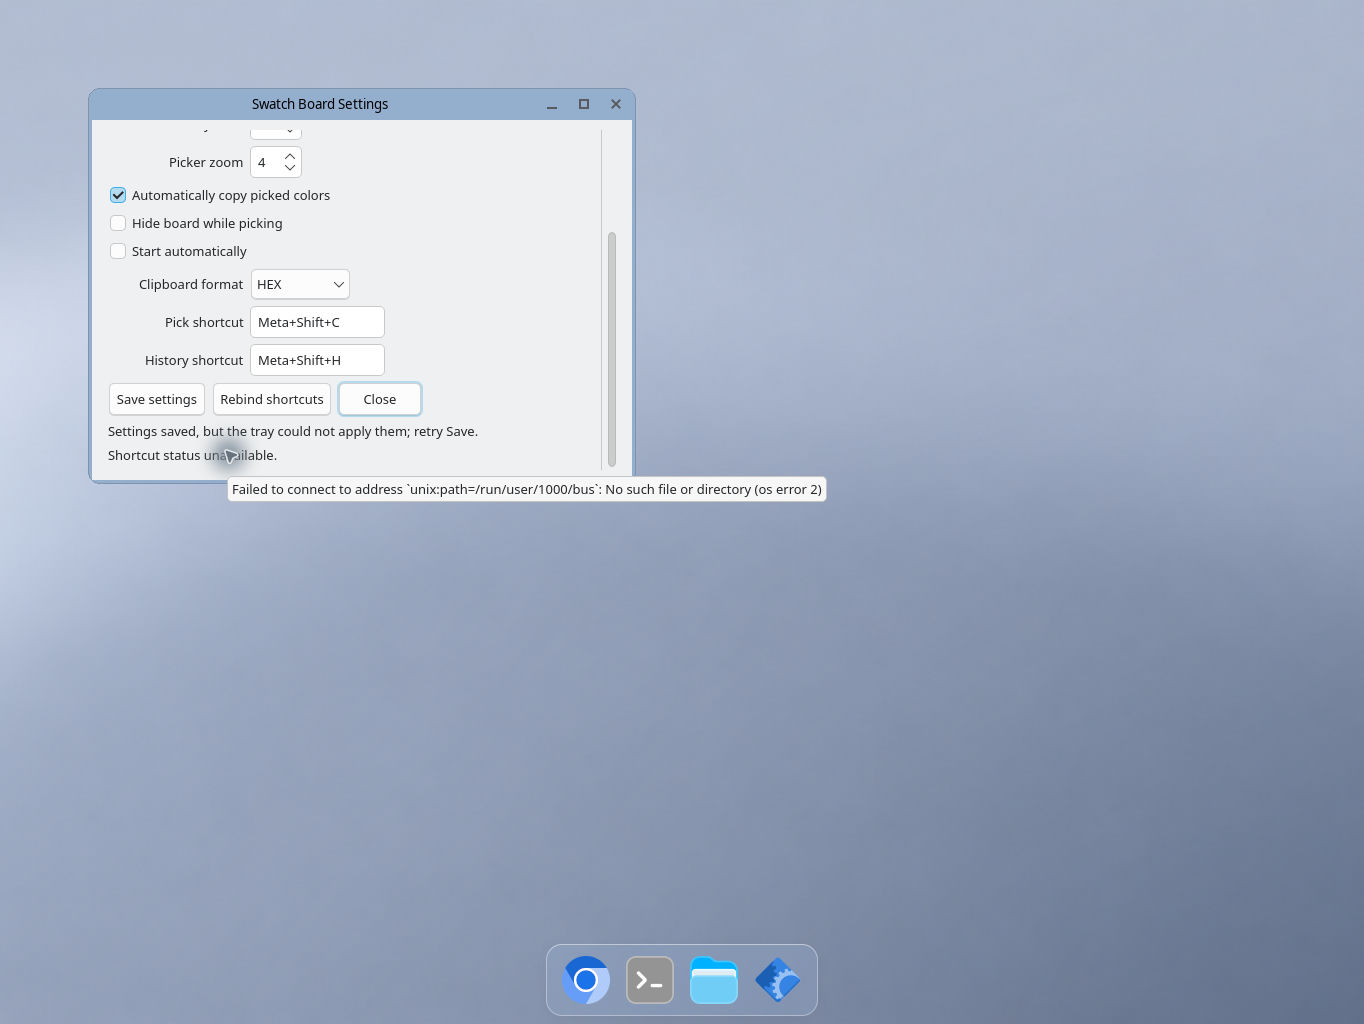 Swatch Board Settings
Picker zoom 4
Automatically copy picked colors
Hide board while picking
Start automatically
Clipboard format HEX
Pick shortcut Meta+Shift+C
History shortcut Meta+Shift+H
Save settings Rebind shortcuts Close
Settings saved, but the tray could not apply them; retry Save.
Shortcut status unavailable.
Failed to connect to address `unix:path=/run/user/1000/bus`: No such file or directory (os error 2)